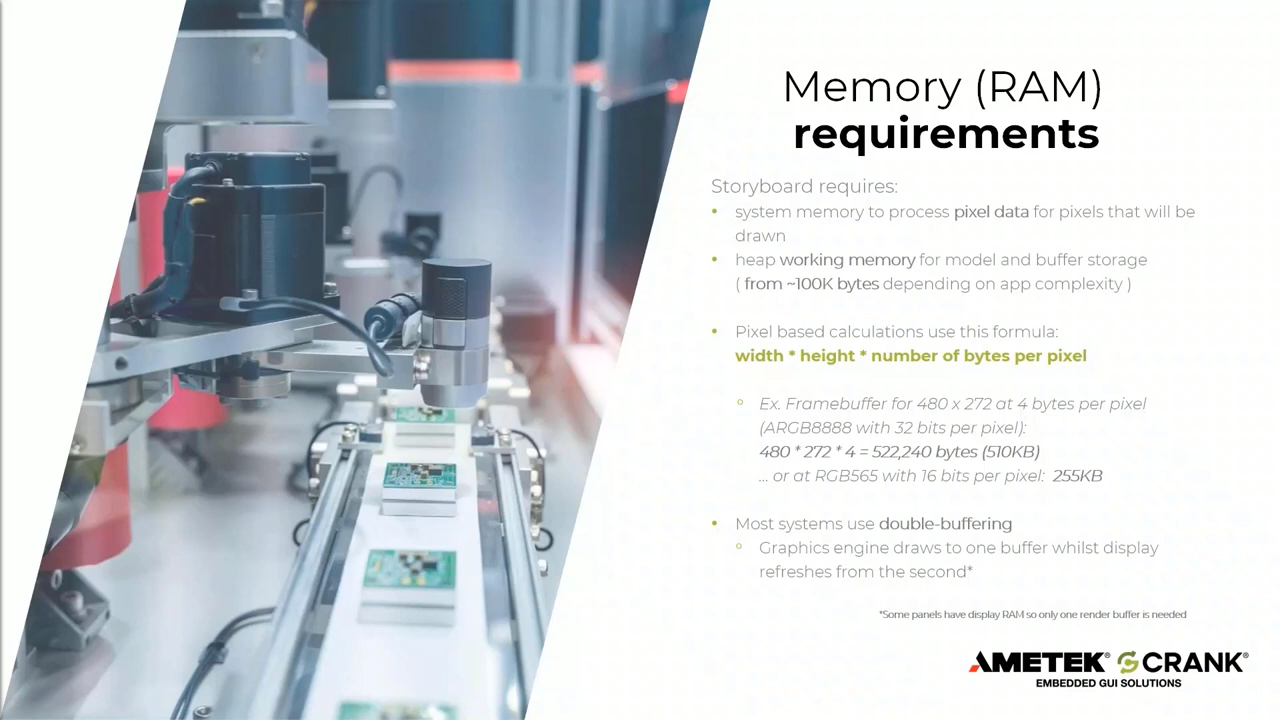 Memory (RAM)
requirements
Storyboard requires:
• system memory to process pixel data for pixels that will be
drawn
• heap working memory for model and buffer storage
( from ~100K bytes depending on app complexity )
• Pixel based calculations use this formula:
width * height * number of bytes per pixel
○ Ex. Framebuffer for 480 x 272 at 4 bytes per pixel
(ARGB8888 with 32 bits per pixel):
480 * 272 * 4 = 522,240 bytes (510KB)
... or at RGB565 with 16 bits per pixel: 255KB
• Most systems use double-buffering
○ Graphics engine draws to one buffer whilst display
refreshes from the second*
*Some panels have display RAM so only one render buffer is needed
AMETEK® CRANK®
EMBEDDED GUI SOLUTIONS